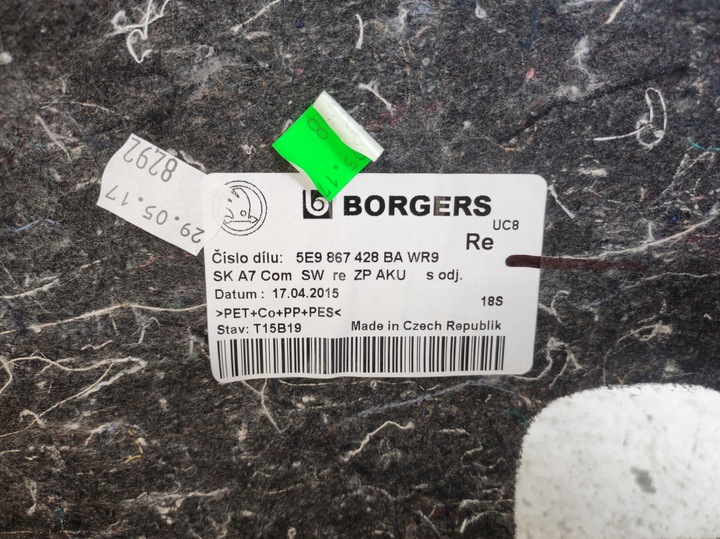 8292
29.05.17
BORGERS
UC8
Re
Číslo dílu: 5E9 867 428 BA WR9
SK A7 Com SW re ZP AKU s odj.
Datum : 17.04.2015
18S
>PET+Co+PP+PES<
Stav: T15B19 Made in Czech Republik